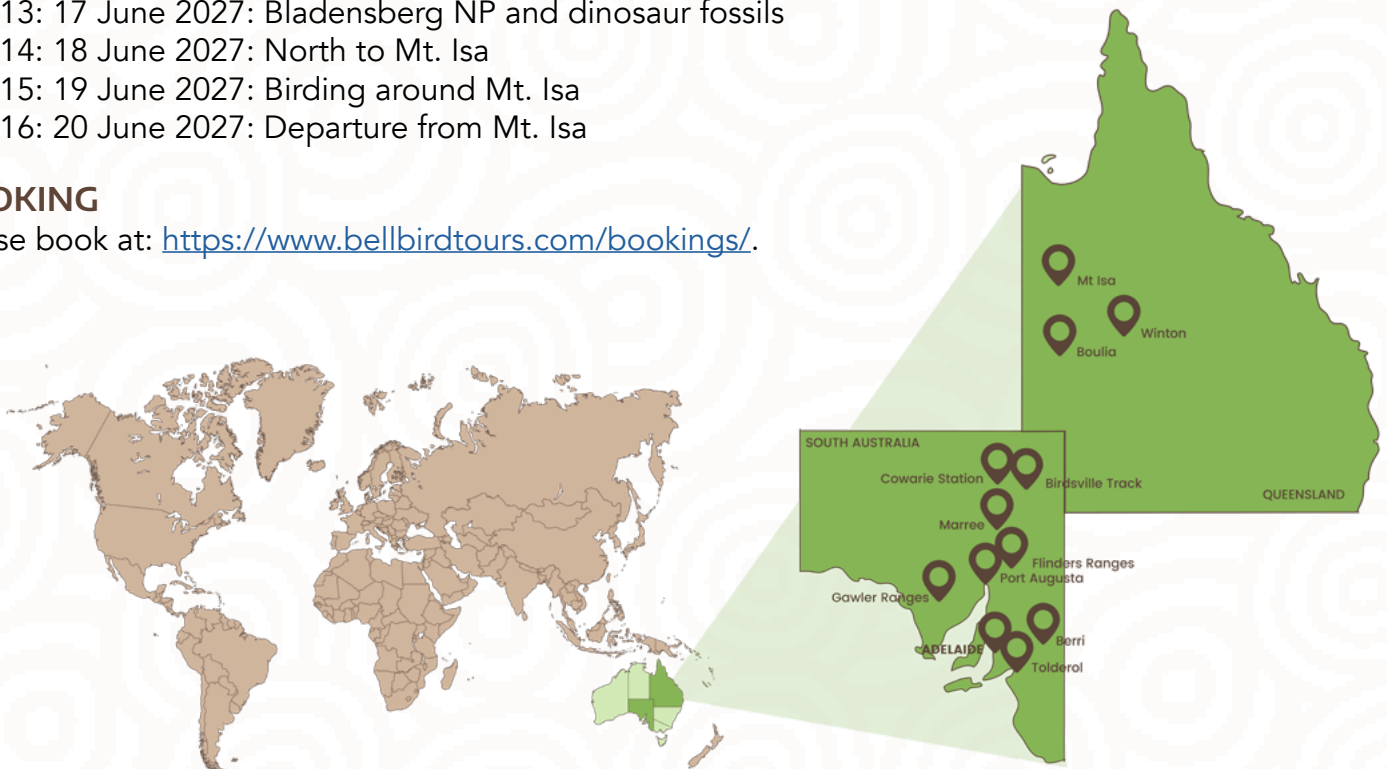 13: 17 June 2027: Bladensberg NP and dinosaur fossils
14: 18 June 2027: North to Mt. Isa
15: 19 June 2027: Birding around Mt. Isa
16: 20 June 2027: Departure from Mt. Isa
OKING
se book at: https://www.bellbirdtours.com/bookings/.
Mt Isa
Winton
Boulia
SOUTH AUSTRALIA
Cowarie Station
Birdsville Track
QUEENSLAND
Marree
Flinders Ranges
Port Augusta
Gawler Ranges
Berri
ADELAIDE
Tolderol